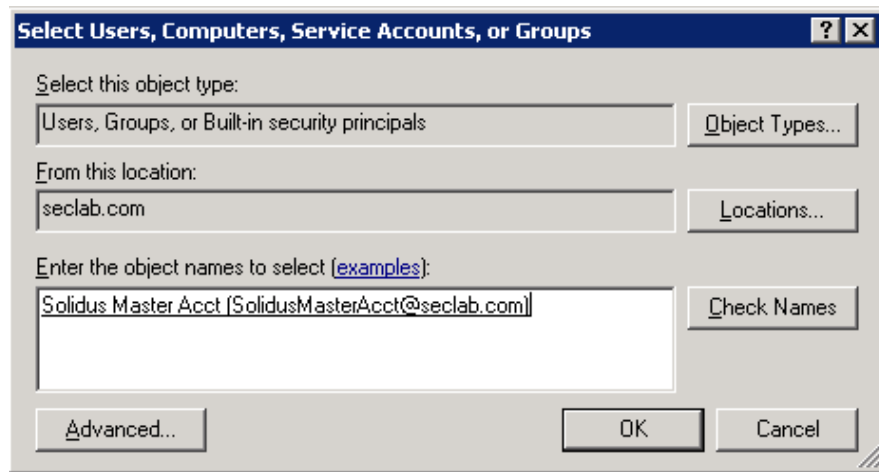 Select Users, Computers, Service Accounts, or Groups
Select this object type:
Users, Groups, or Built-in security principals
Object Types...
From this location:
seclab.com
Locations...
Enter the object names to select (examples):
Solidus Master Acct (SolidusMasterAcct@seclab.com)
Check Names
Advanced...
OK
Cancel